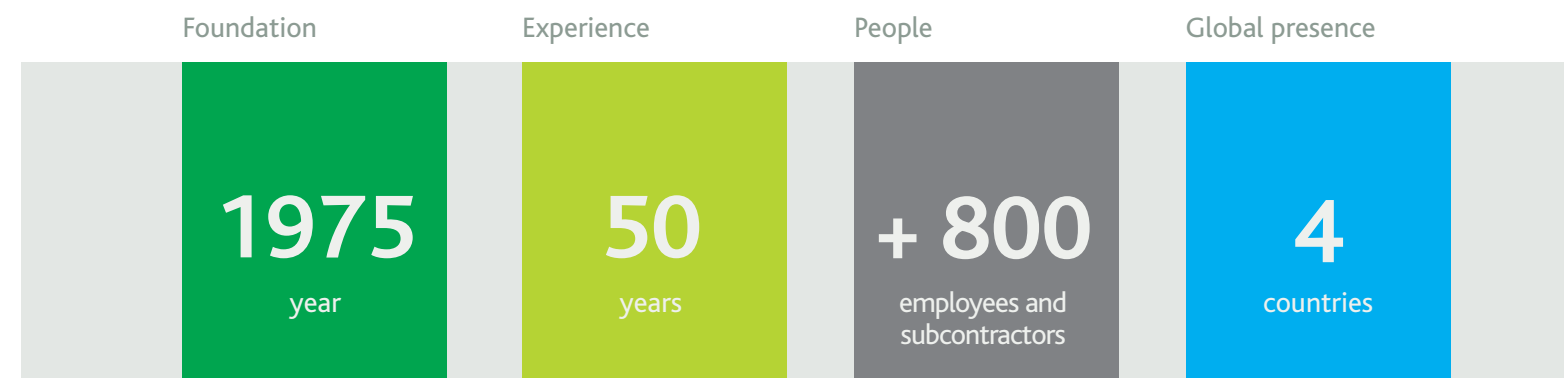 Foundation
Experience
People
Global presence
1975
year
50
years
+ 800
employees and
subcontractors
4
countries